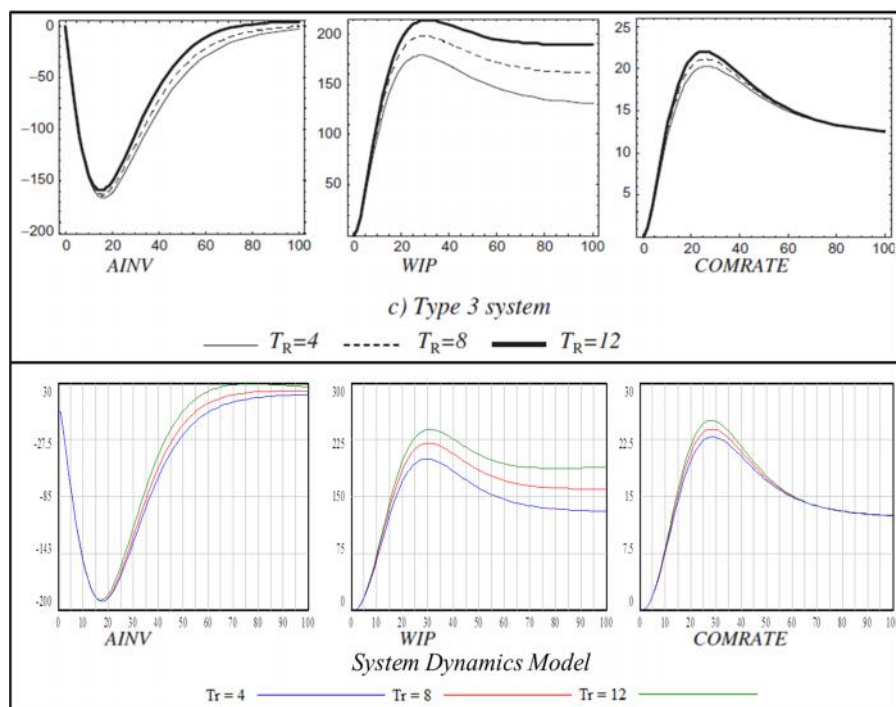 0 200 25
−50 150 20
−100 100 15
−150 50 10
−200 5
0 20 40 60 80 100 0 20 40 60 80 100 0 20 40 60 80 100
AINV WIP COMRATE
c) Type 3 system
T_R=4 T_R=8 T_R=12
30 300 30
-27.5 22.5 22.5
-85 150 15
-143 75 7.5
-200 0 0
0 10 20 30 40 50 60 70 80 90 100 0 10 20 30 40 50 60 70 80 90 100 0 10 20 30 40 50 60 70 80 90 100
AINV WIP COMRATE
System Dynamics Model
Tr = 4 Tr = 8 Tr = 12